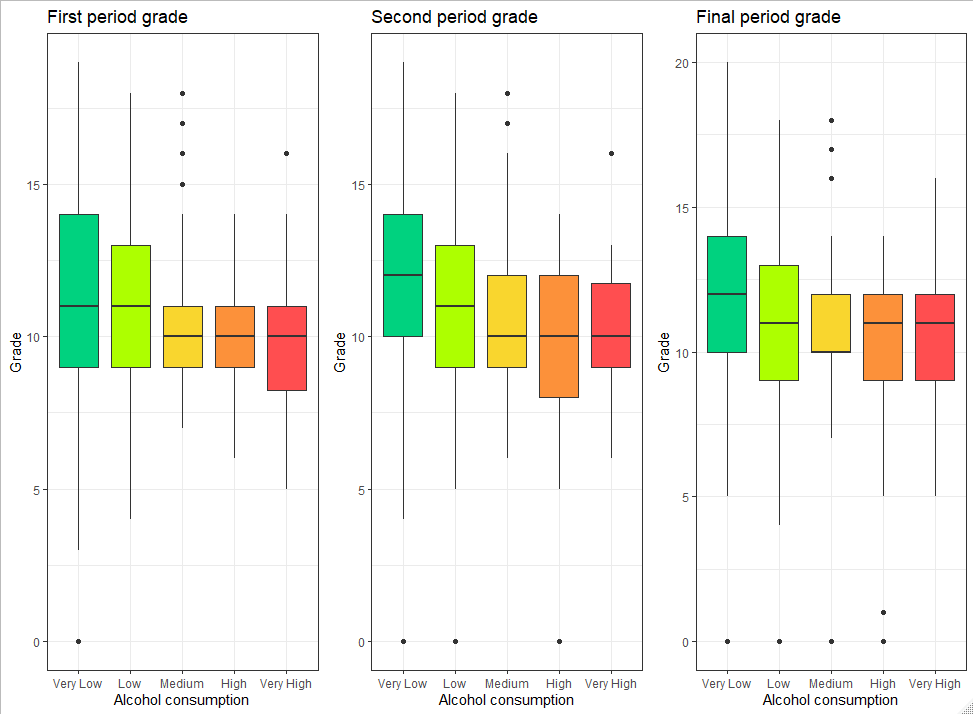 First period grade
Grade
15
10
5
0
Very Low Low Medium High Very High
Alcohol consumption
Second period grade
Grade
15
10
5
0
Very Low Low Medium High Very High
Alcohol consumption
Final period grade
Grade
20
15
10
5
0
Very Low Low Medium High Very High
Alcohol consumption